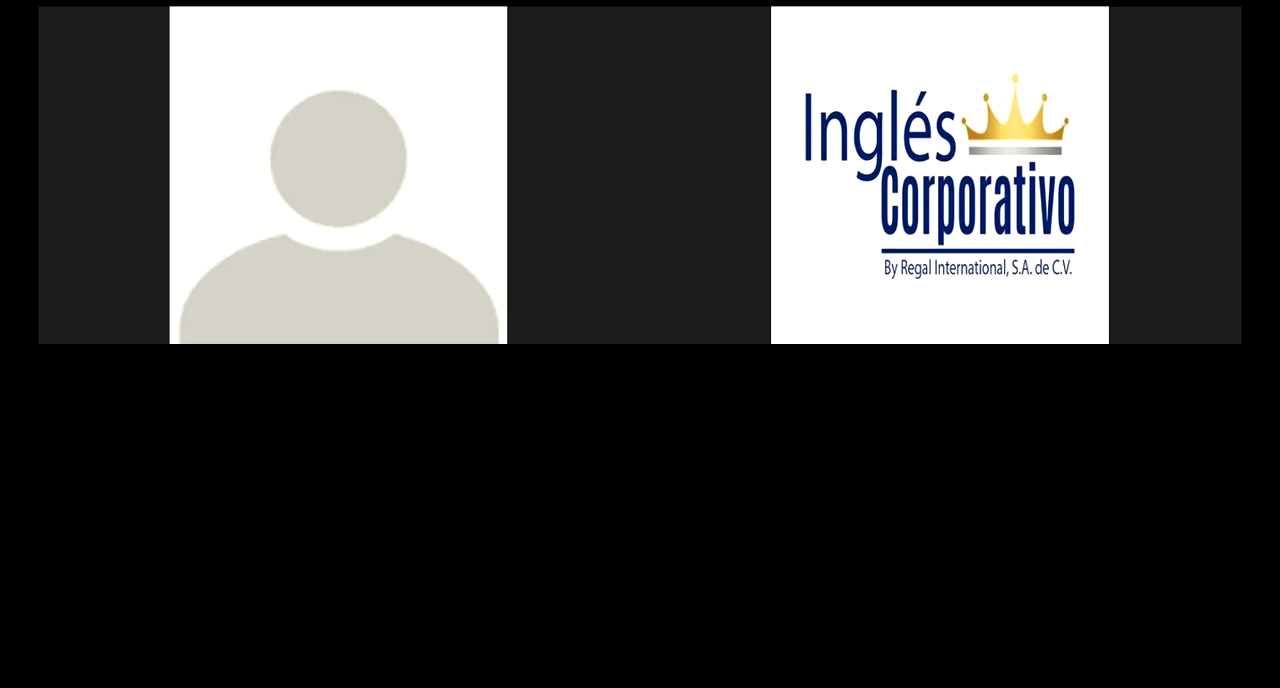 Inglés
Corporativo
By Regal International, S.A. de C.V.